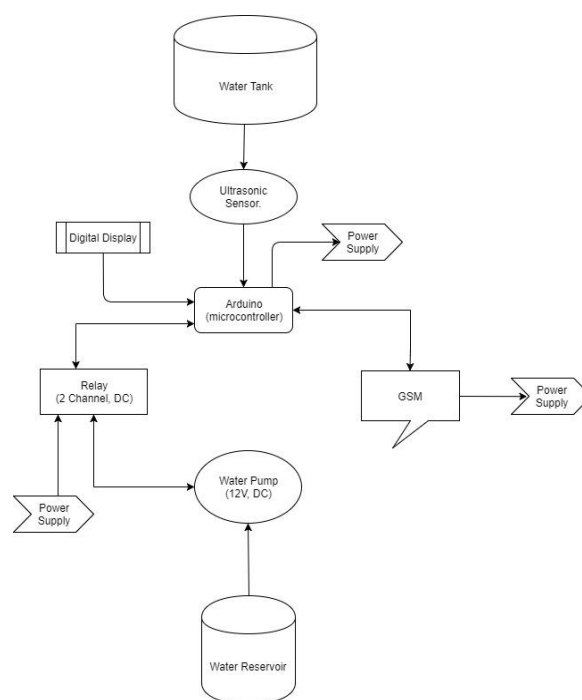 Water Tank
Ultrasonic
Sensor.
Digital Display
Power
Supply
Arduino
(microcontroller)
Relay
(2 Channel, DC)
GSM
Power
Supply
Water Pump
(12V, DC)
Power
Supply
Water Reservoir